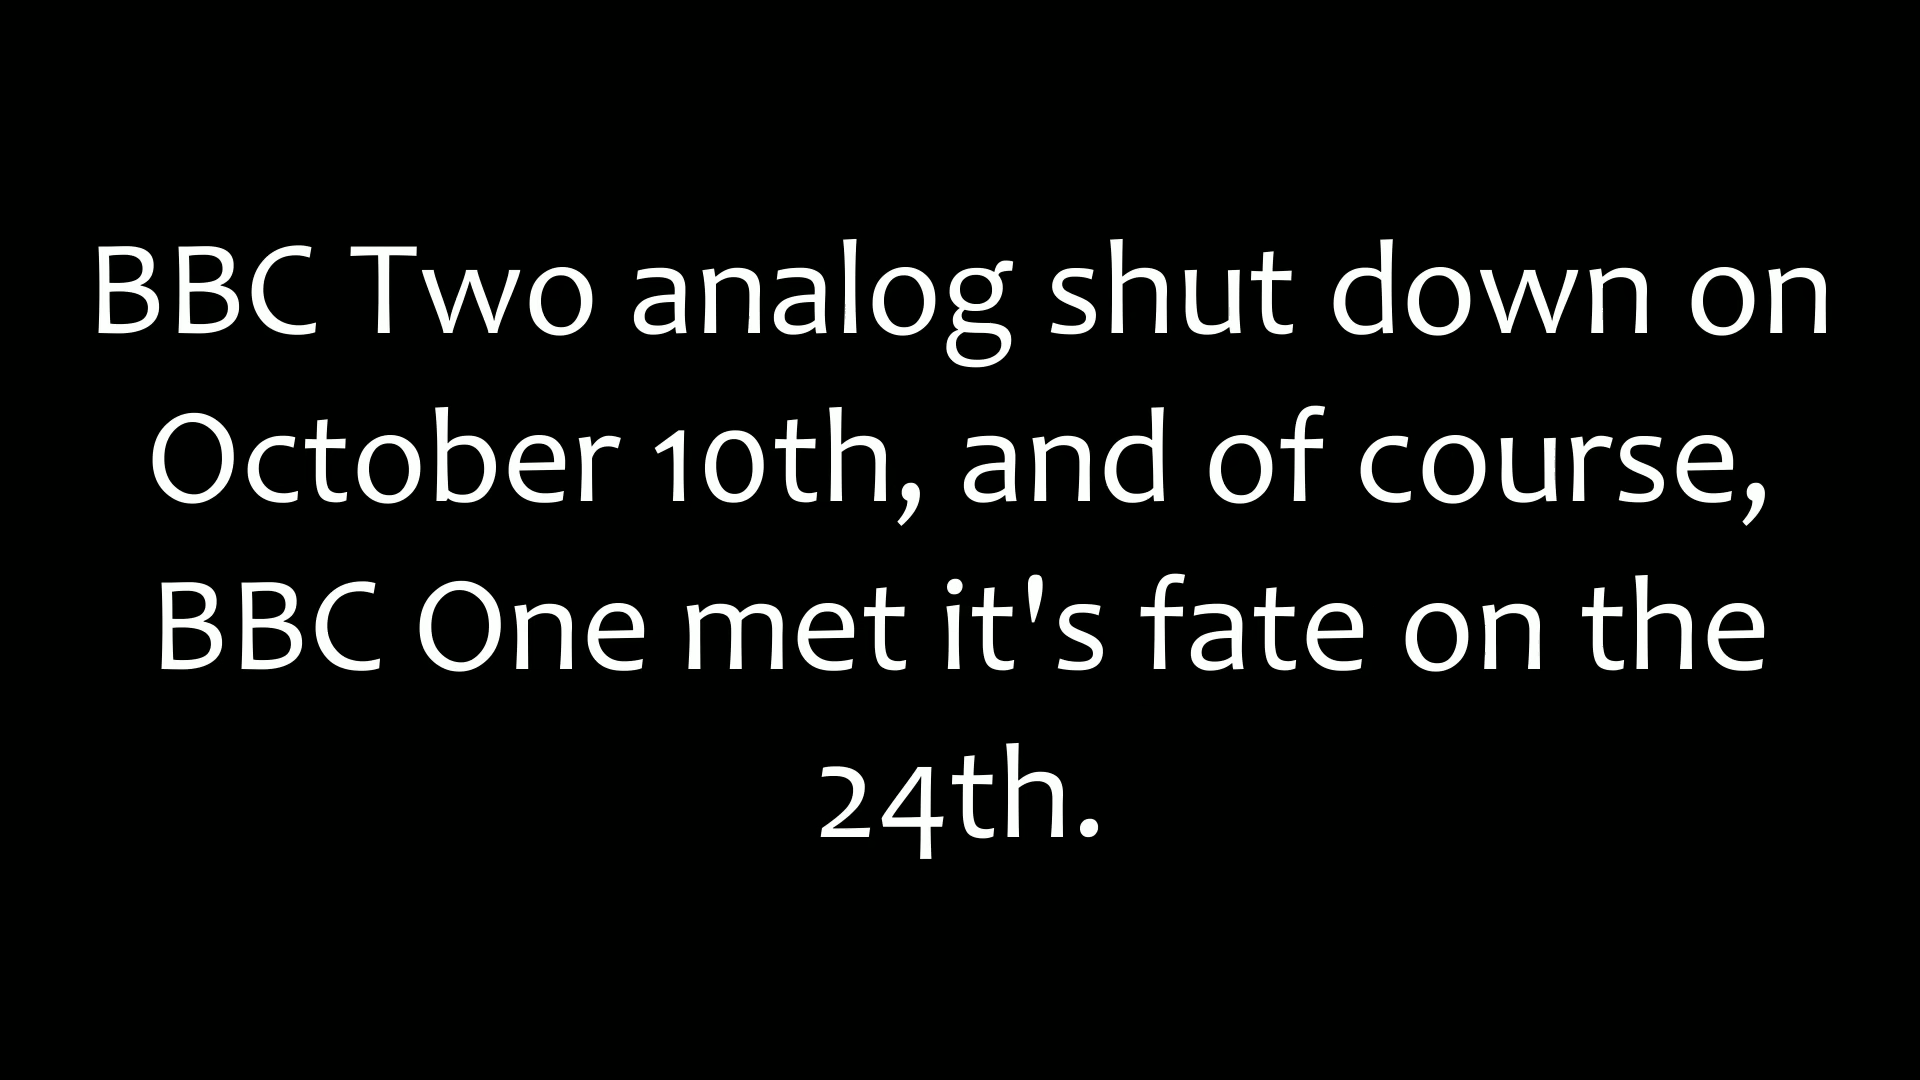 BBC Two analog shut down on
October 10th, and of course,
BBC One met it's fate on the
24th.